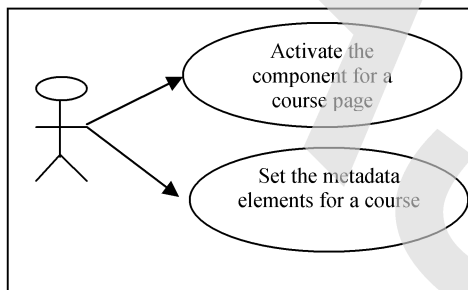 Activate the
component for a
course page
Set the metadata
elements for a course